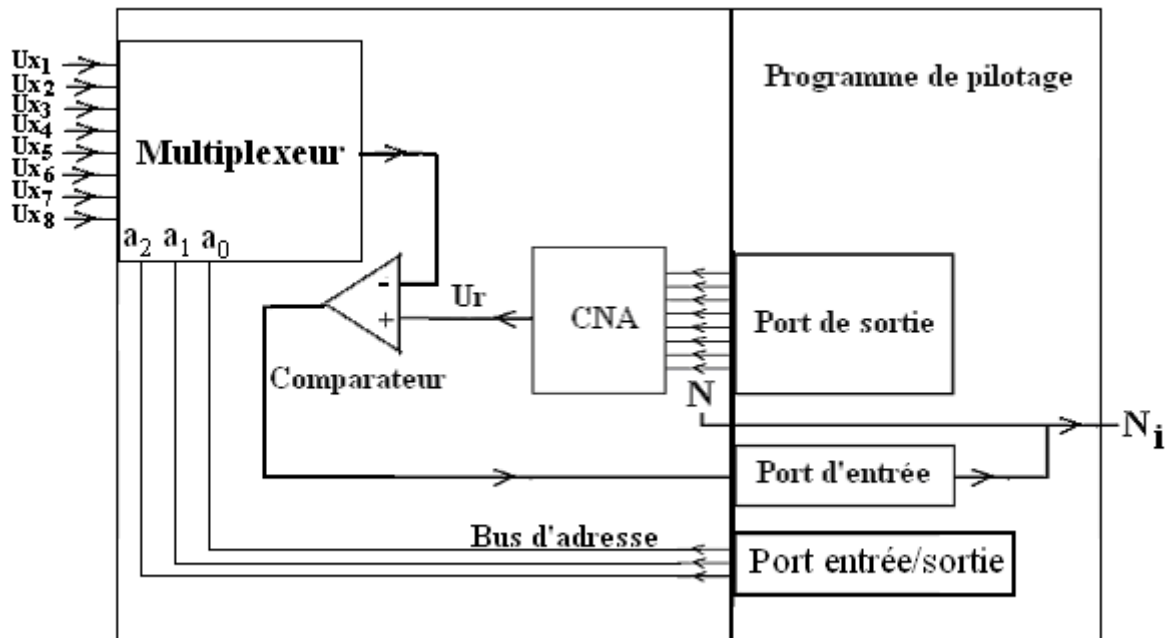 Ux1
Ux2
Ux3
Ux4
Ux5
Ux6
Ux7
Ux8
Multiplexeur
a2 a1 a0
Programme de pilotage
-
+
Ur
CNA
Port de sortie
Comparateur
N
Ni
Port d'entrée
Bus d'adresse
Port entrée/sortie